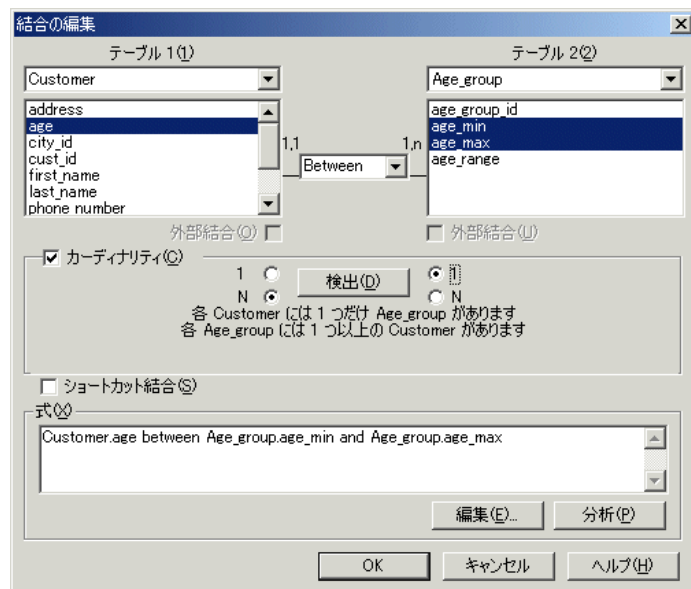 結合の編集
テーブル 1(1)
テーブル 2(2)
Customer
Age_group
address
age
city_id
cust_id
first_name
last_name
phone number
age_group_id
age_min
age_max
age_range
1,1
Between
1,n
外部結合(O)
外部結合(U)
カーディナリティ(C)
1
検出(D)
1
N
N
各 Customer には 1 つだけ Age_group があります
各 Age_group には 1 つ以上の Customer があります
ショートカット結合(S)
式(X)
Customer.age between Age_group.age_min and Age_group.age_max
編集(E)...
分析(P)
OK
キャンセル
ヘルプ(H)